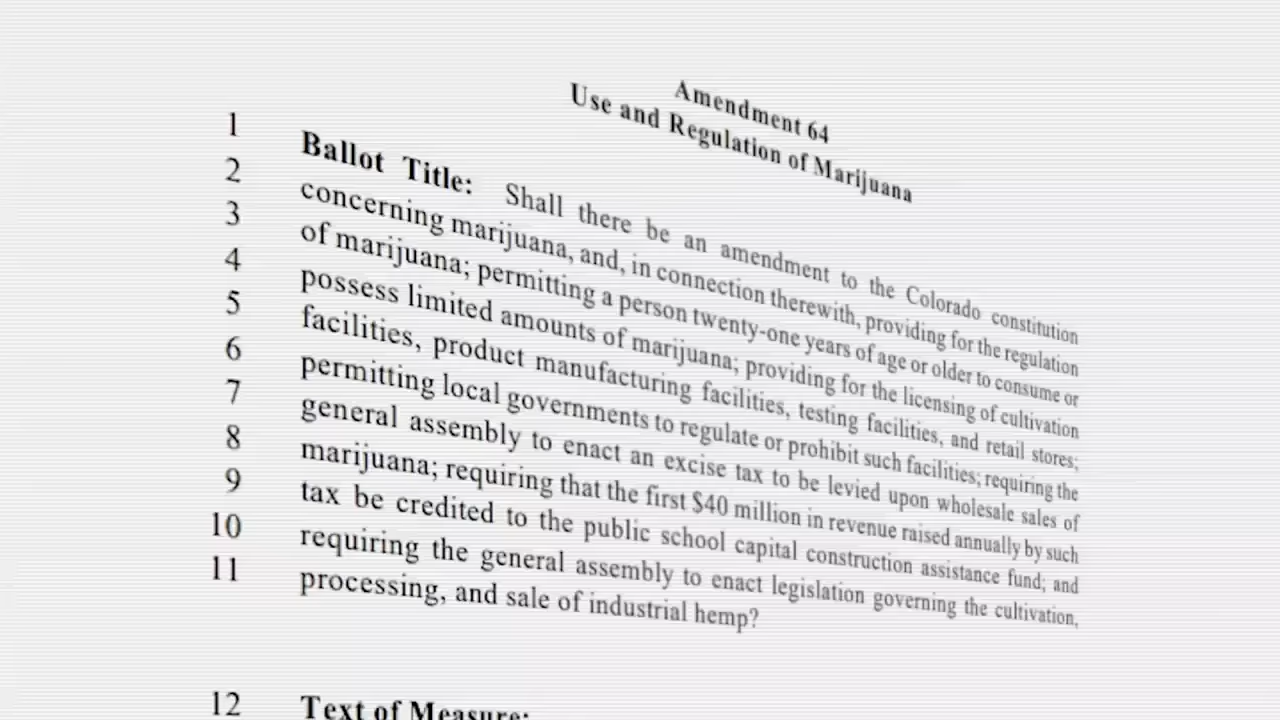 Amendment 64
Use and Regulation of Marijuana
1 Ballot Title: Shall there be an amendment to the Colorado constitution
2 concerning marijuana, and, in connection therewith, providing for the regulation
3 of marijuana; permitting a person twenty-one years of age or older to consume or
4 possess limited amounts of marijuana; providing for the licensing of cultivation
5 facilities, product manufacturing facilities, testing facilities, and retail stores;
6 permitting local governments to regulate or prohibit such facilities; requiring the
7 general assembly to enact an excise tax to be levied upon wholesale sales of
8 marijuana; requiring that the first $40 million in revenue raised annually by such
9 tax be credited to the public school capital construction assistance fund; and
10 requiring the general assembly to enact legislation governing the cultivation,
11 processing, and sale of industrial hemp?
12 Text of Measure: